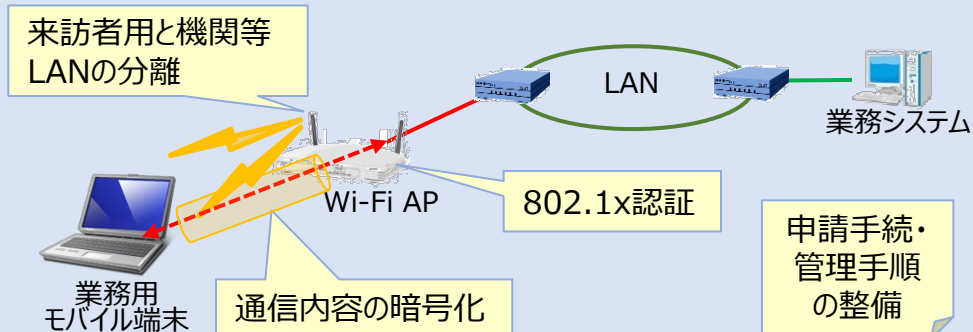 来訪者用と機関等
LANの分離
LAN
業務システム
Wi-Fi AP
802.1x認証
業務用
モバイル端末
通信内容の暗号化
申請手続・
管理手順
の整備